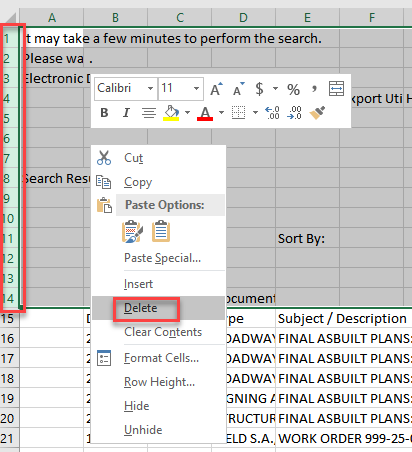 A B C D E F
1 It may take a few minutes to perform the search.
2 Please wa .
3 Electronic D
Calibri 11 A A $ % ,
B I A .00 .00
4 xport Uti H
5
6
7
Cut
Copy
8 Search Resu
Paste Options:
9
10
11 Sort By:
12
Paste Special...
13
Insert
14 ocument
Delete
15 D ype Subject / Description
Clear Contents
16 2 OADWAY FINAL ASBUILT PLANS:
17 2 OADWAY FINAL ASBUILT PLANS:
Format Cells...
18 2 OADWAY FINAL ASBUILT PLANS:
Row Height...
19 2 GNING A FINAL ASBUILT PLANS:
Hide
20 2 STRUCTUR FINAL ASBUILT PLANS:
Unhide
21 1 ELD S.A., WORK ORDER 999-25-